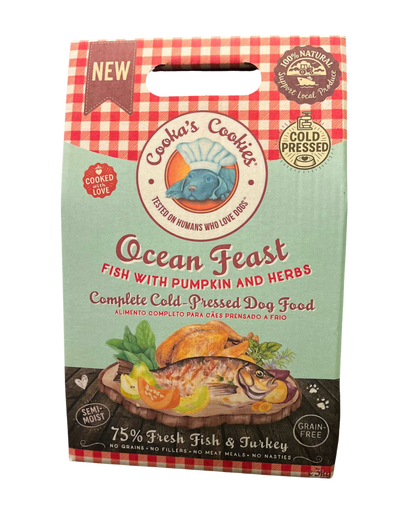 NEW
100% NATURAL
Support Local Produce
COLD
PRESSED
Cooka's Cookies
TESTED ON HUMANS WHO LOVE DOGS
COOKED
with
LOVE
Ocean Feast
FISH WITH PUMPKIN AND HERBS
Complete Cold-Pressed Dog Food
ALIMENTO COMPLETO PARA CÃES PRENSADO A FRIO
SEMI-
MOIST
GRAIN-
FREE
75% Fresh Fish & Turkey
NO GRAINS • NO FILLERS • NO MEAT MEALS • NO NASTIES